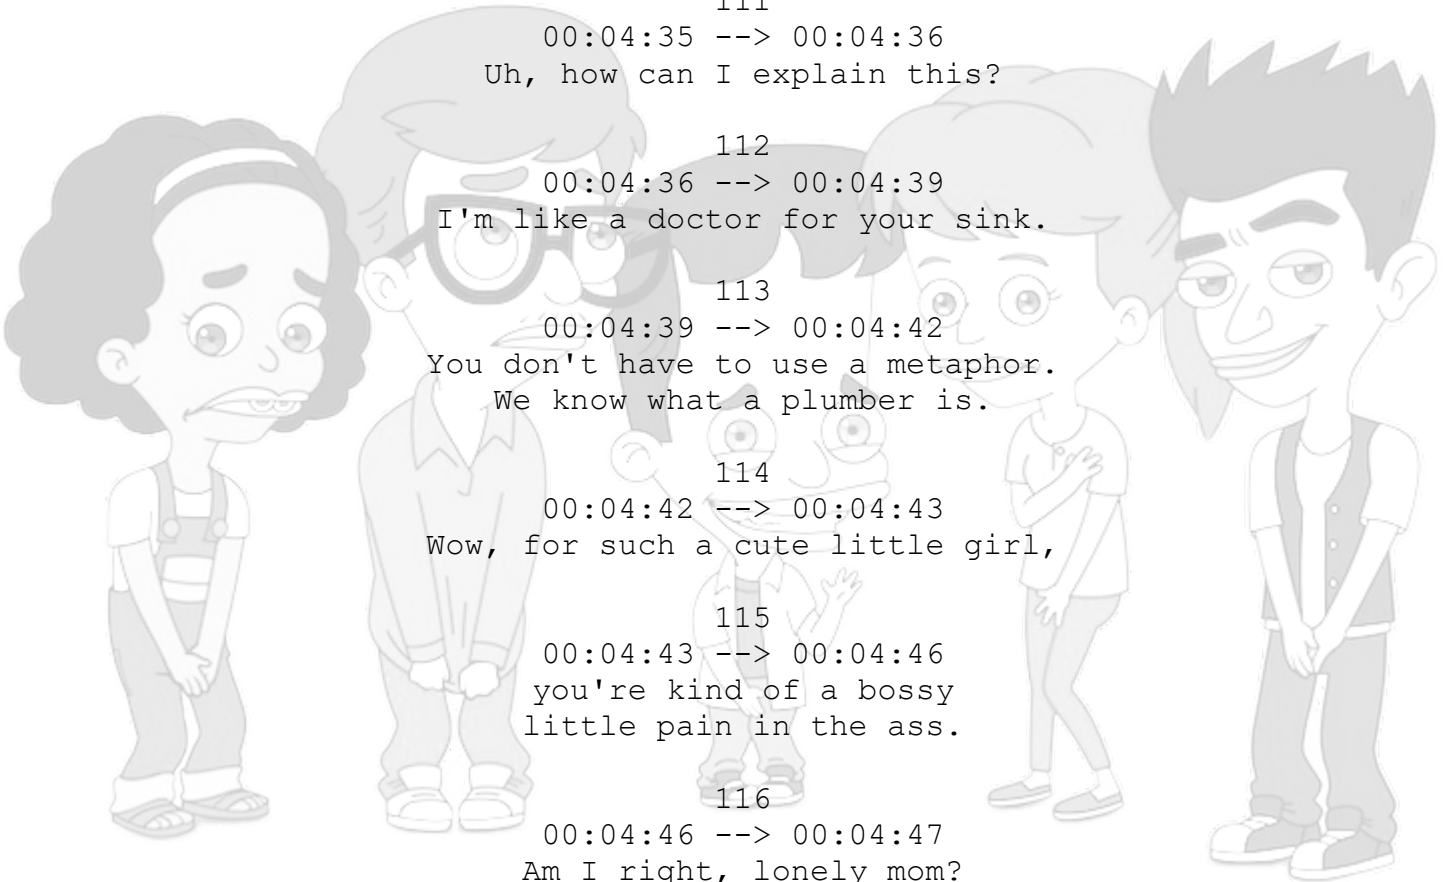 111
00:04:35 --> 00:04:36
Uh, how can I explain this?
112
00:04:36 --> 00:04:39
I'm like a doctor for your sink.
113
00:04:39 --> 00:04:42
You don't have to use a metaphor.
We know what a plumber is.
114
00:04:42 --> 00:04:43
Wow, for such a cute little girl,
115
00:04:43 --> 00:04:46
you're kind of a bossy
little pain in the ass.
116
00:04:46 --> 00:04:47
Am I right, lonely mom?